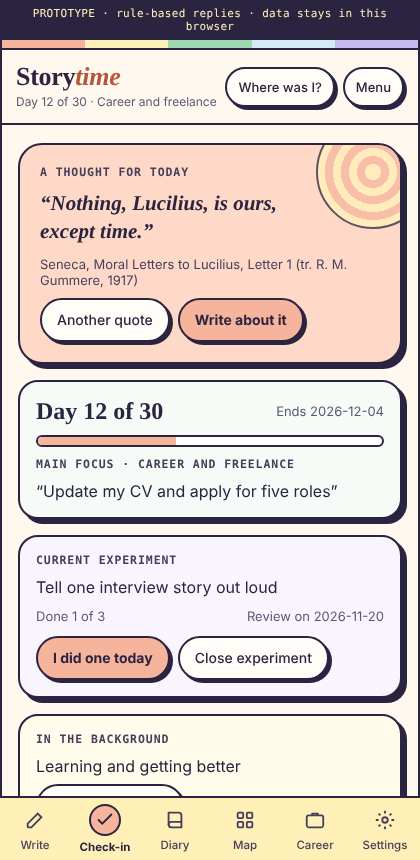 PROTOTYPE · rule-based replies · data stays in this
browser
Storytime
Day 12 of 30 · Career and freelance
Where was I?
Menu
A THOUGHT FOR TODAY
“Nothing, Lucilius, is ours,
except time.”
Seneca, Moral Letters to Lucilius, Letter 1 (tr. R. M.
Gummere, 1917)
Another quote
Write about it
Day 12 of 30
Ends 2026-12-04
MAIN FOCUS · CAREER AND FREELANCE
“Update my CV and apply for five roles”
CURRENT EXPERIMENT
Tell one interview story out loud
Done 1 of 3
Review on 2026-11-20
I did one today
Close experiment
IN THE BACKGROUND
Learning and getting better
Write
Check-in
Diary
Map
Career
Settings